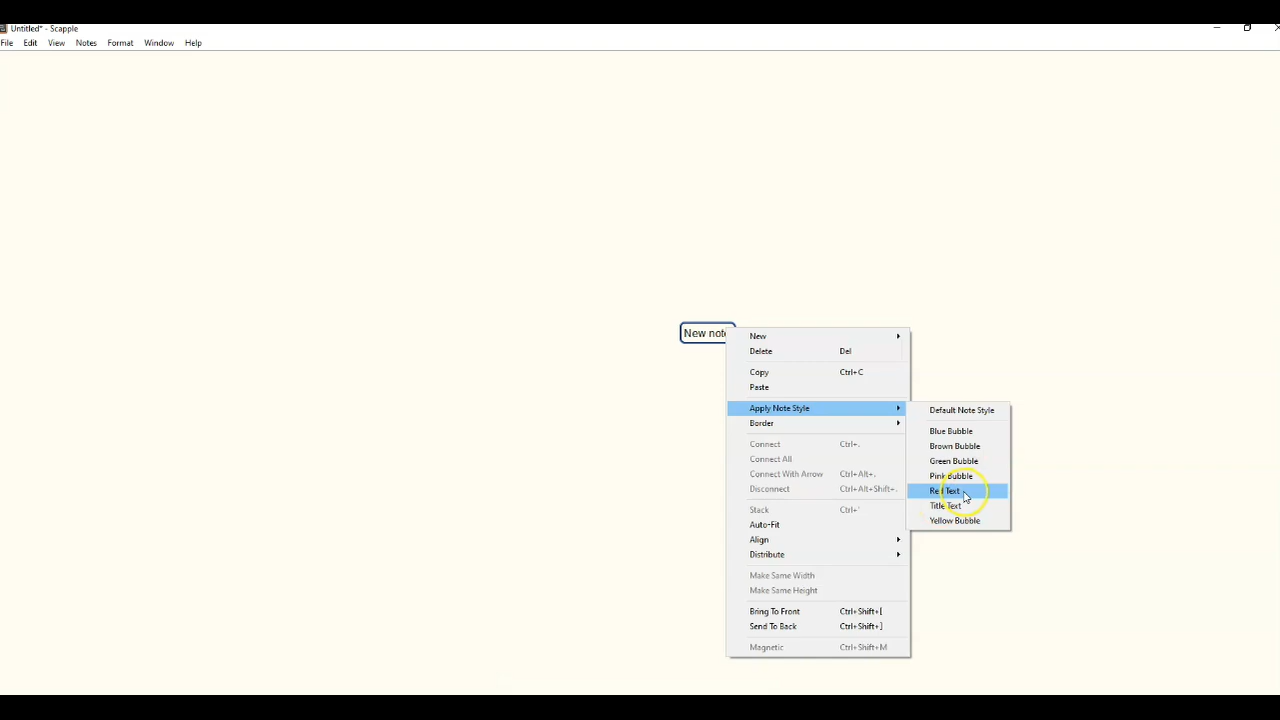 Untitled* - Scapple
File Edit View Notes Format Window Help
New note
New
Delete Del
Copy Ctrl+C
Paste
Apply Note Style
Border
Connect Ctrl+.
Connect All
Connect With Arrow Ctrl+Alt+.
Disconnect Ctrl+Alt+Shift+.
Stack Ctrl+'
Auto-Fit
Align
Distribute
Make Same Width
Make Same Height
Bring To Front Ctrl+Shift+[
Send To Back Ctrl+Shift+]
Magnetic Ctrl+Shift+M
Default Note Style
Blue Bubble
Brown Bubble
Green Bubble
Pink Bubble
Red Text
Title Text
Yellow Bubble